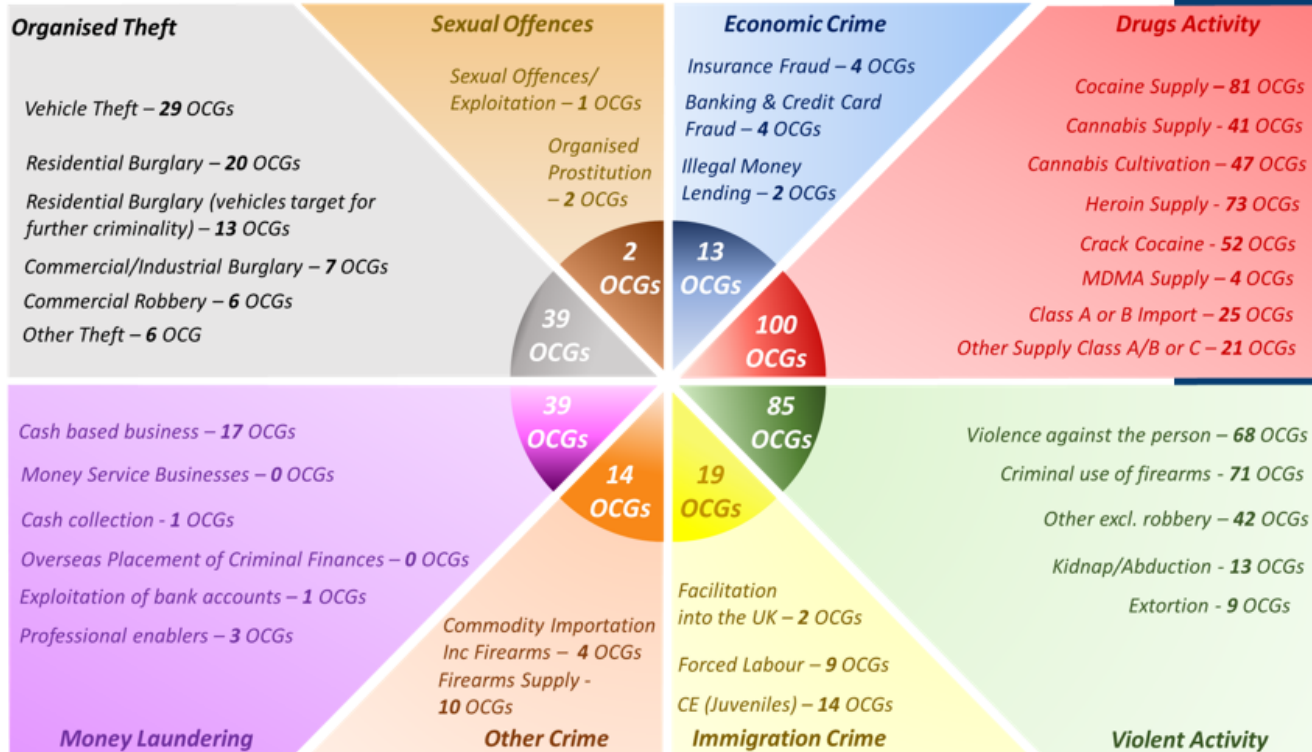 Organised Theft
Vehicle Theft – 29 OCGs
Residential Burglary – 20 OCGs
Residential Burglary (vehicles target for
further criminality) – 13 OCGs
Commercial/Industrial Burglary – 7 OCGs
Commercial Robbery – 6 OCGs
Other Theft – 6 OCG
39
OCGs
Sexual Offences
Sexual Offences/
Exploitation – 1 OCGs
Organised
Prostitution
– 2 OCGs
2
OCGs
Economic Crime
Insurance Fraud – 4 OCGs
Banking & Credit Card
Fraud – 4 OCGs
Illegal Money
Lending – 2 OCGs
13
OCGs
Drugs Activity
Cocaine Supply – 81 OCGs
Cannabis Supply - 41 OCGs
Cannabis Cultivation – 47 OCGs
Heroin Supply - 73 OCGs
Crack Cocaine - 52 OCGs
MDMA Supply – 4 OCGs
Class A or B Import – 25 OCGs
Other Supply Class A/B or C – 21 OCGs
100
OCGs
39
OCGs
Cash based business – 17 OCGs
Money Service Businesses – 0 OCGs
Cash collection - 1 OCGs
Overseas Placement of Criminal Finances – 0 OCGs
Exploitation of bank accounts – 1 OCGs
Professional enablers – 3 OCGs
Money Laundering
14
OCGs
Commodity Importation
Inc Firearms – 4 OCGs
Firearms Supply -
10 OCGs
Other Crime
19
OCGs
Facilitation
into the UK – 2 OCGs
Forced Labour – 9 OCGs
CE (Juveniles) – 14 OCGs
Immigration Crime
85
OCGs
Violence against the person – 68 OCGs
Criminal use of firearms - 71 OCGs
Other excl. robbery – 42 OCGs
Kidnap/Abduction - 13 OCGs
Extortion - 9 OCGs
Violent Activity